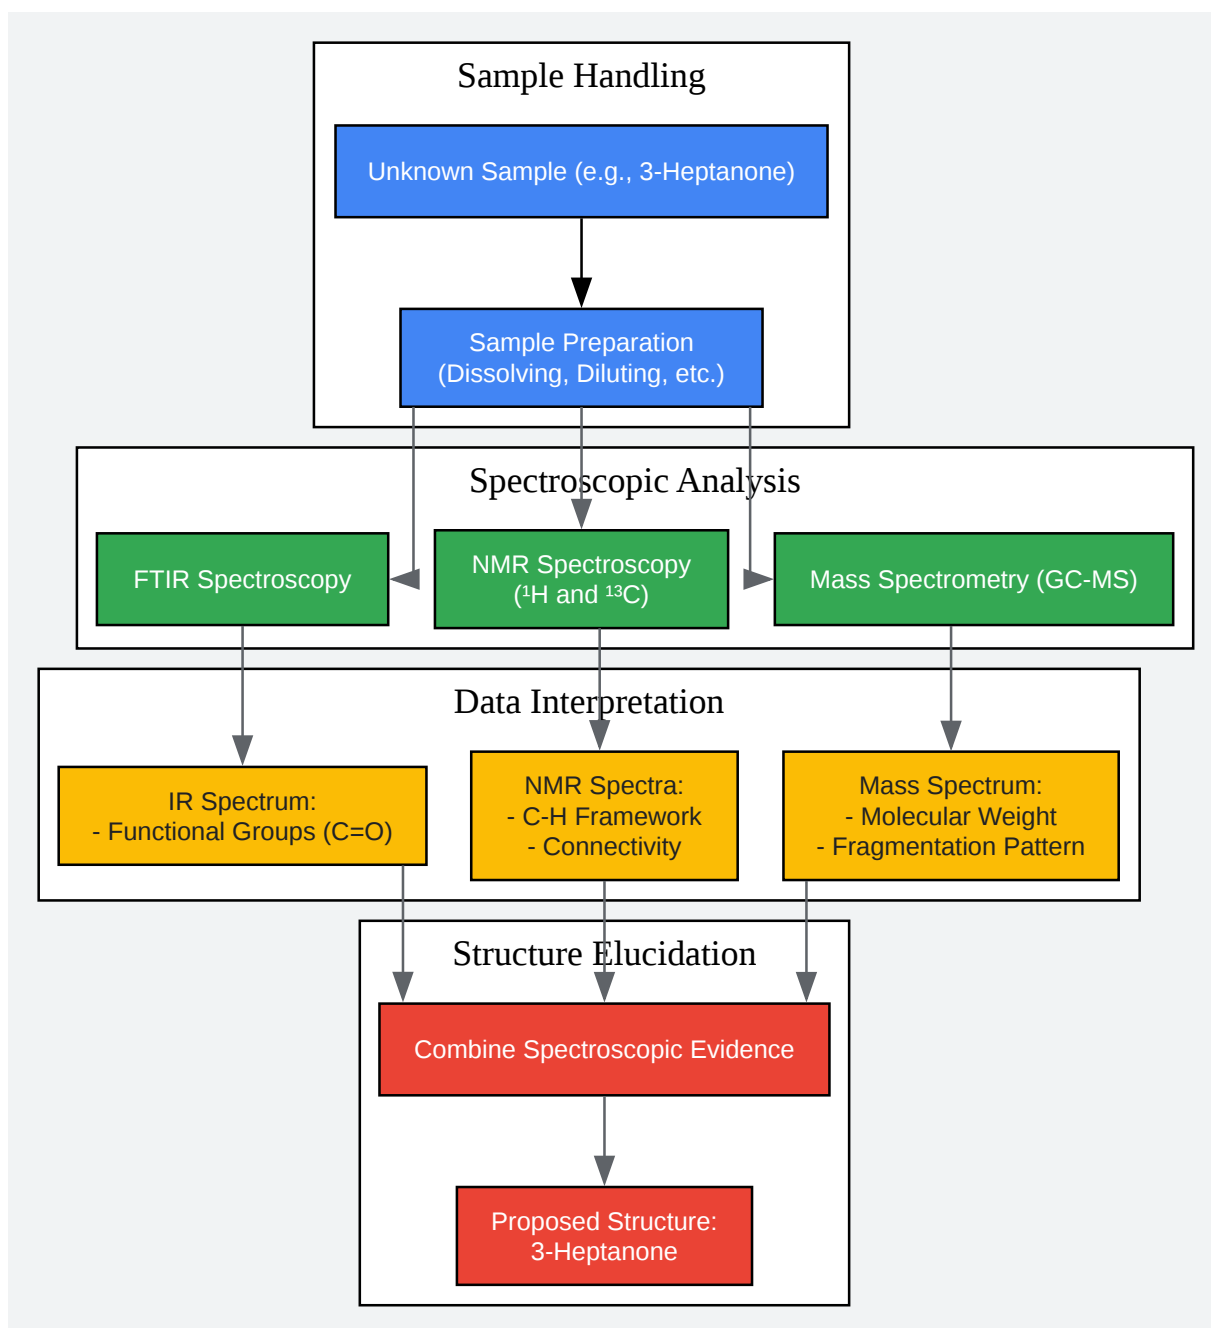 Sample Handling
Unknown Sample (e.g., 3-Heptanone)
Sample Preparation
(Dissolving, Diluting, etc.)
Spectroscopic Analysis
FTIR Spectroscopy
NMR Spectroscopy
(¹H and ¹³C)
Mass Spectrometry (GC-MS)
Data Interpretation
IR Spectrum:
- Functional Groups (C=O)
NMR Spectra:
- C-H Framework
- Connectivity
Mass Spectrum:
- Molecular Weight
- Fragmentation Pattern
Structure Elucidation
Combine Spectroscopic Evidence
Proposed Structure:
3-Heptanone